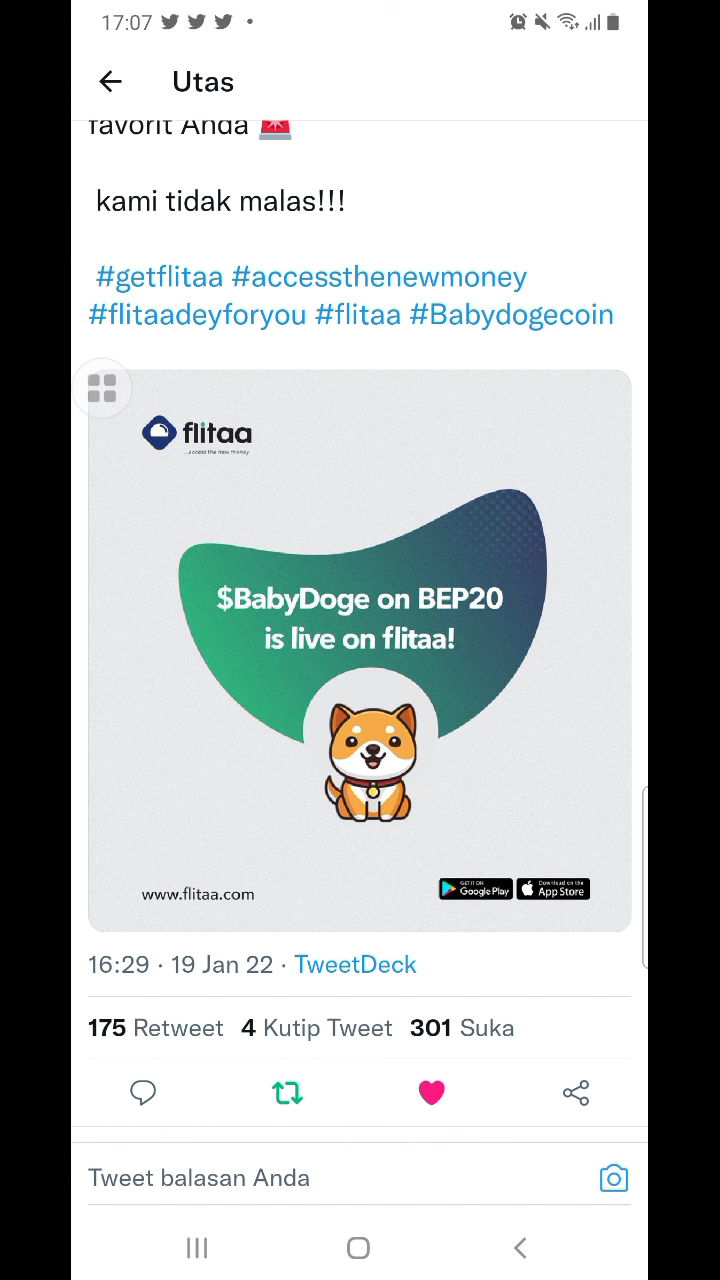 17:07
Utas
favorit Anda
kami tidak malas!!!
#getflitaa #accessthenewmoney
#flitaadeyforyou #flitaa #Babydogecoin
flitaa
...access the new money
$BabyDoge on BEP20
is live on flitaa!
www.flitaa.com
GET IT ON
Google Play
Download on the
App Store
16:29 · 19 Jan 22 · TweetDeck
175 Retweet 4 Kutip Tweet 301 Suka
Tweet balasan Anda